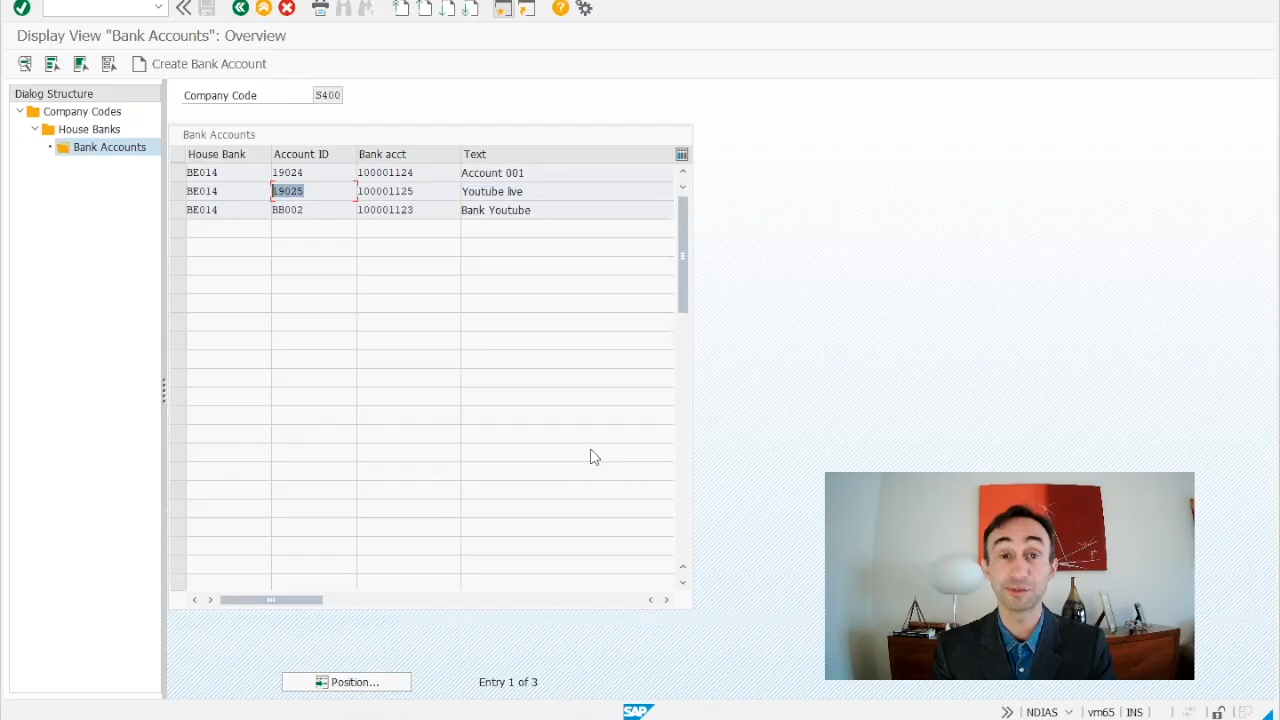 Display View "Bank Accounts": Overview
Create Bank Account
Dialog Structure
Company Codes
House Banks
Bank Accounts
Company Code S400
Bank Accounts
House Bank Account ID Bank acct Text
BE014 19024 100001124 Account 001
BE014 19025 100001125 Youtube live
BE014 BB002 100001123 Bank Youtube
Position... Entry 1 of 3
SAP NDIAS vm65 INS